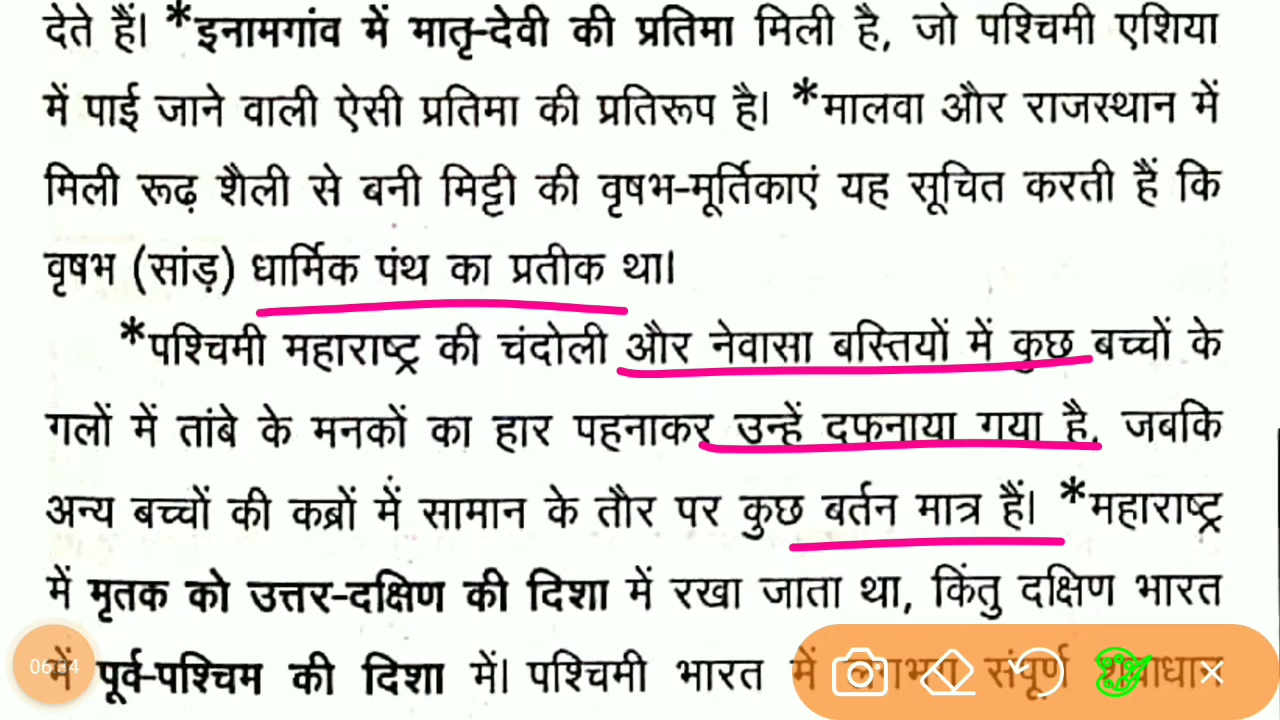 देते हैं। *इनामगांव में मातृ-देवी की प्रतिमा मिली है, जो पश्चिमी एशिया
में पाई जाने वाली ऐसी प्रतिमा की प्रतिरूप है। *मालवा और राजस्थान में
मिली रूढ़ शैली से बनी मिट्टी की वृषभ-मूर्तिकाएं यह सूचित करती हैं कि
वृषभ (सांड़) धार्मिक पंथ का प्रतीक था।
*पश्चिमी महाराष्ट्र की चंदोली और नेवासा बस्तियों में कुछ बच्चों के
गलों में तांबे के मनकों का हार पहनाकर उन्हें दफनाया गया है, जबकि
अन्य बच्चों की कब्रों में सामान के तौर पर कुछ बर्तन मात्र हैं। *महाराष्ट्र
में मृतक को उत्तर-दक्षिण की दिशा में रखा जाता था, किंतु दक्षिण भारत
में पूर्व-पश्चिम की दिशा में। पश्चिमी भारत में लगभग संपूर्ण शवाधान